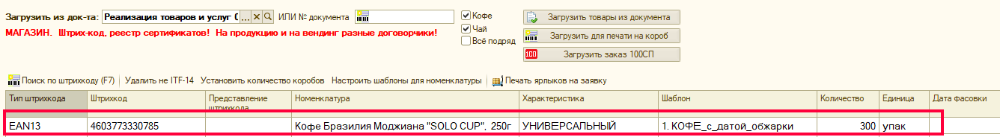 Загрузить из док-та: Реализация товаров и услуг ... × ИЛИ № документа
Кофе
Загрузить товары из документа
МАГАЗИН. Штрих-код, реестр сертификатов! На продукцию и на вендинг разные договорчики!
Чай
Загрузить для печати на короб
Всё подряд
100 Загрузить заказ 100СП
Поиск по штрихкоду (F7) Удалить не ITF-14 Установить количество коробов Настроить шаблоны для номенклатуры Печать ярлыков на заявку
Тип штрихкода Штрихкод Представление штрихкода Номенклатура Характеристика Шаблон Количество Единица Дата фасовки
EAN13 4603773330785 Кофе Бразилия Моджиана "SOLO CUP", 250г УНИВЕРСАЛЬНЫЙ 1. КОФЕ_с_датой_обжарки 300 упак